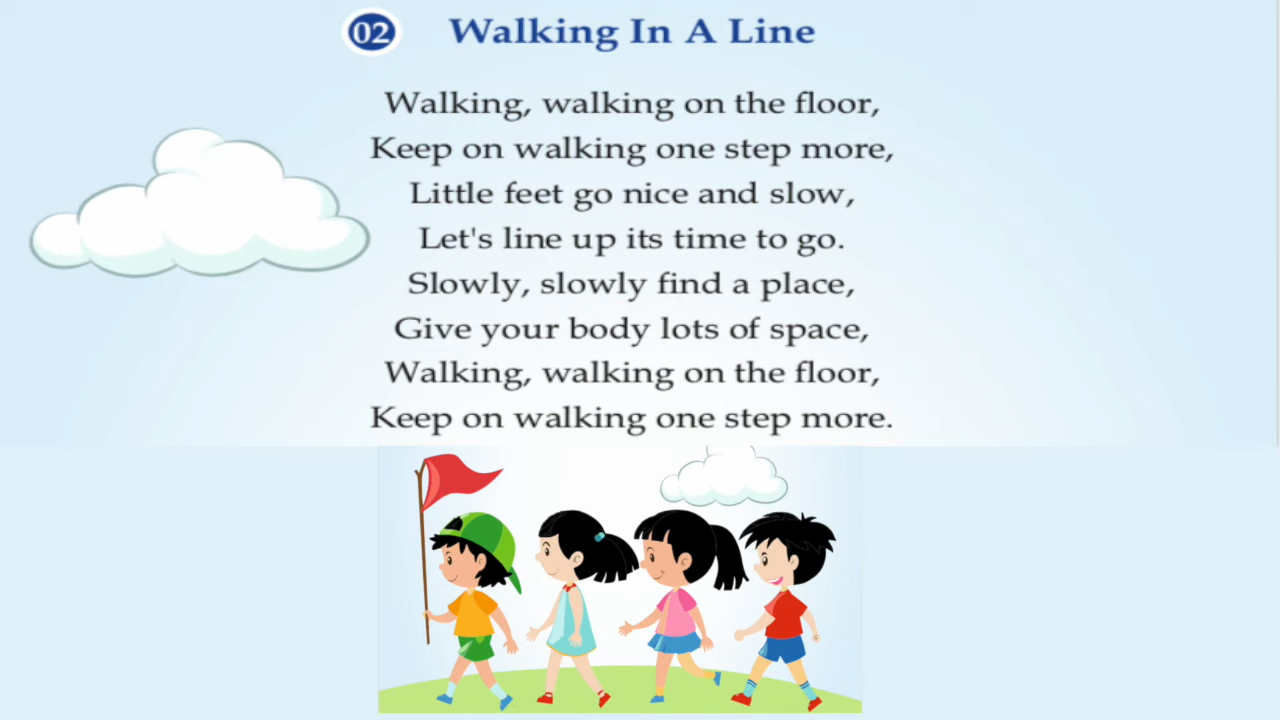 02 Walking In A Line
Walking, walking on the floor,
Keep on walking one step more,
Little feet go nice and slow,
Let's line up its time to go.
Slowly, slowly find a place,
Give your body lots of space,
Walking, walking on the floor,
Keep on walking one step more.